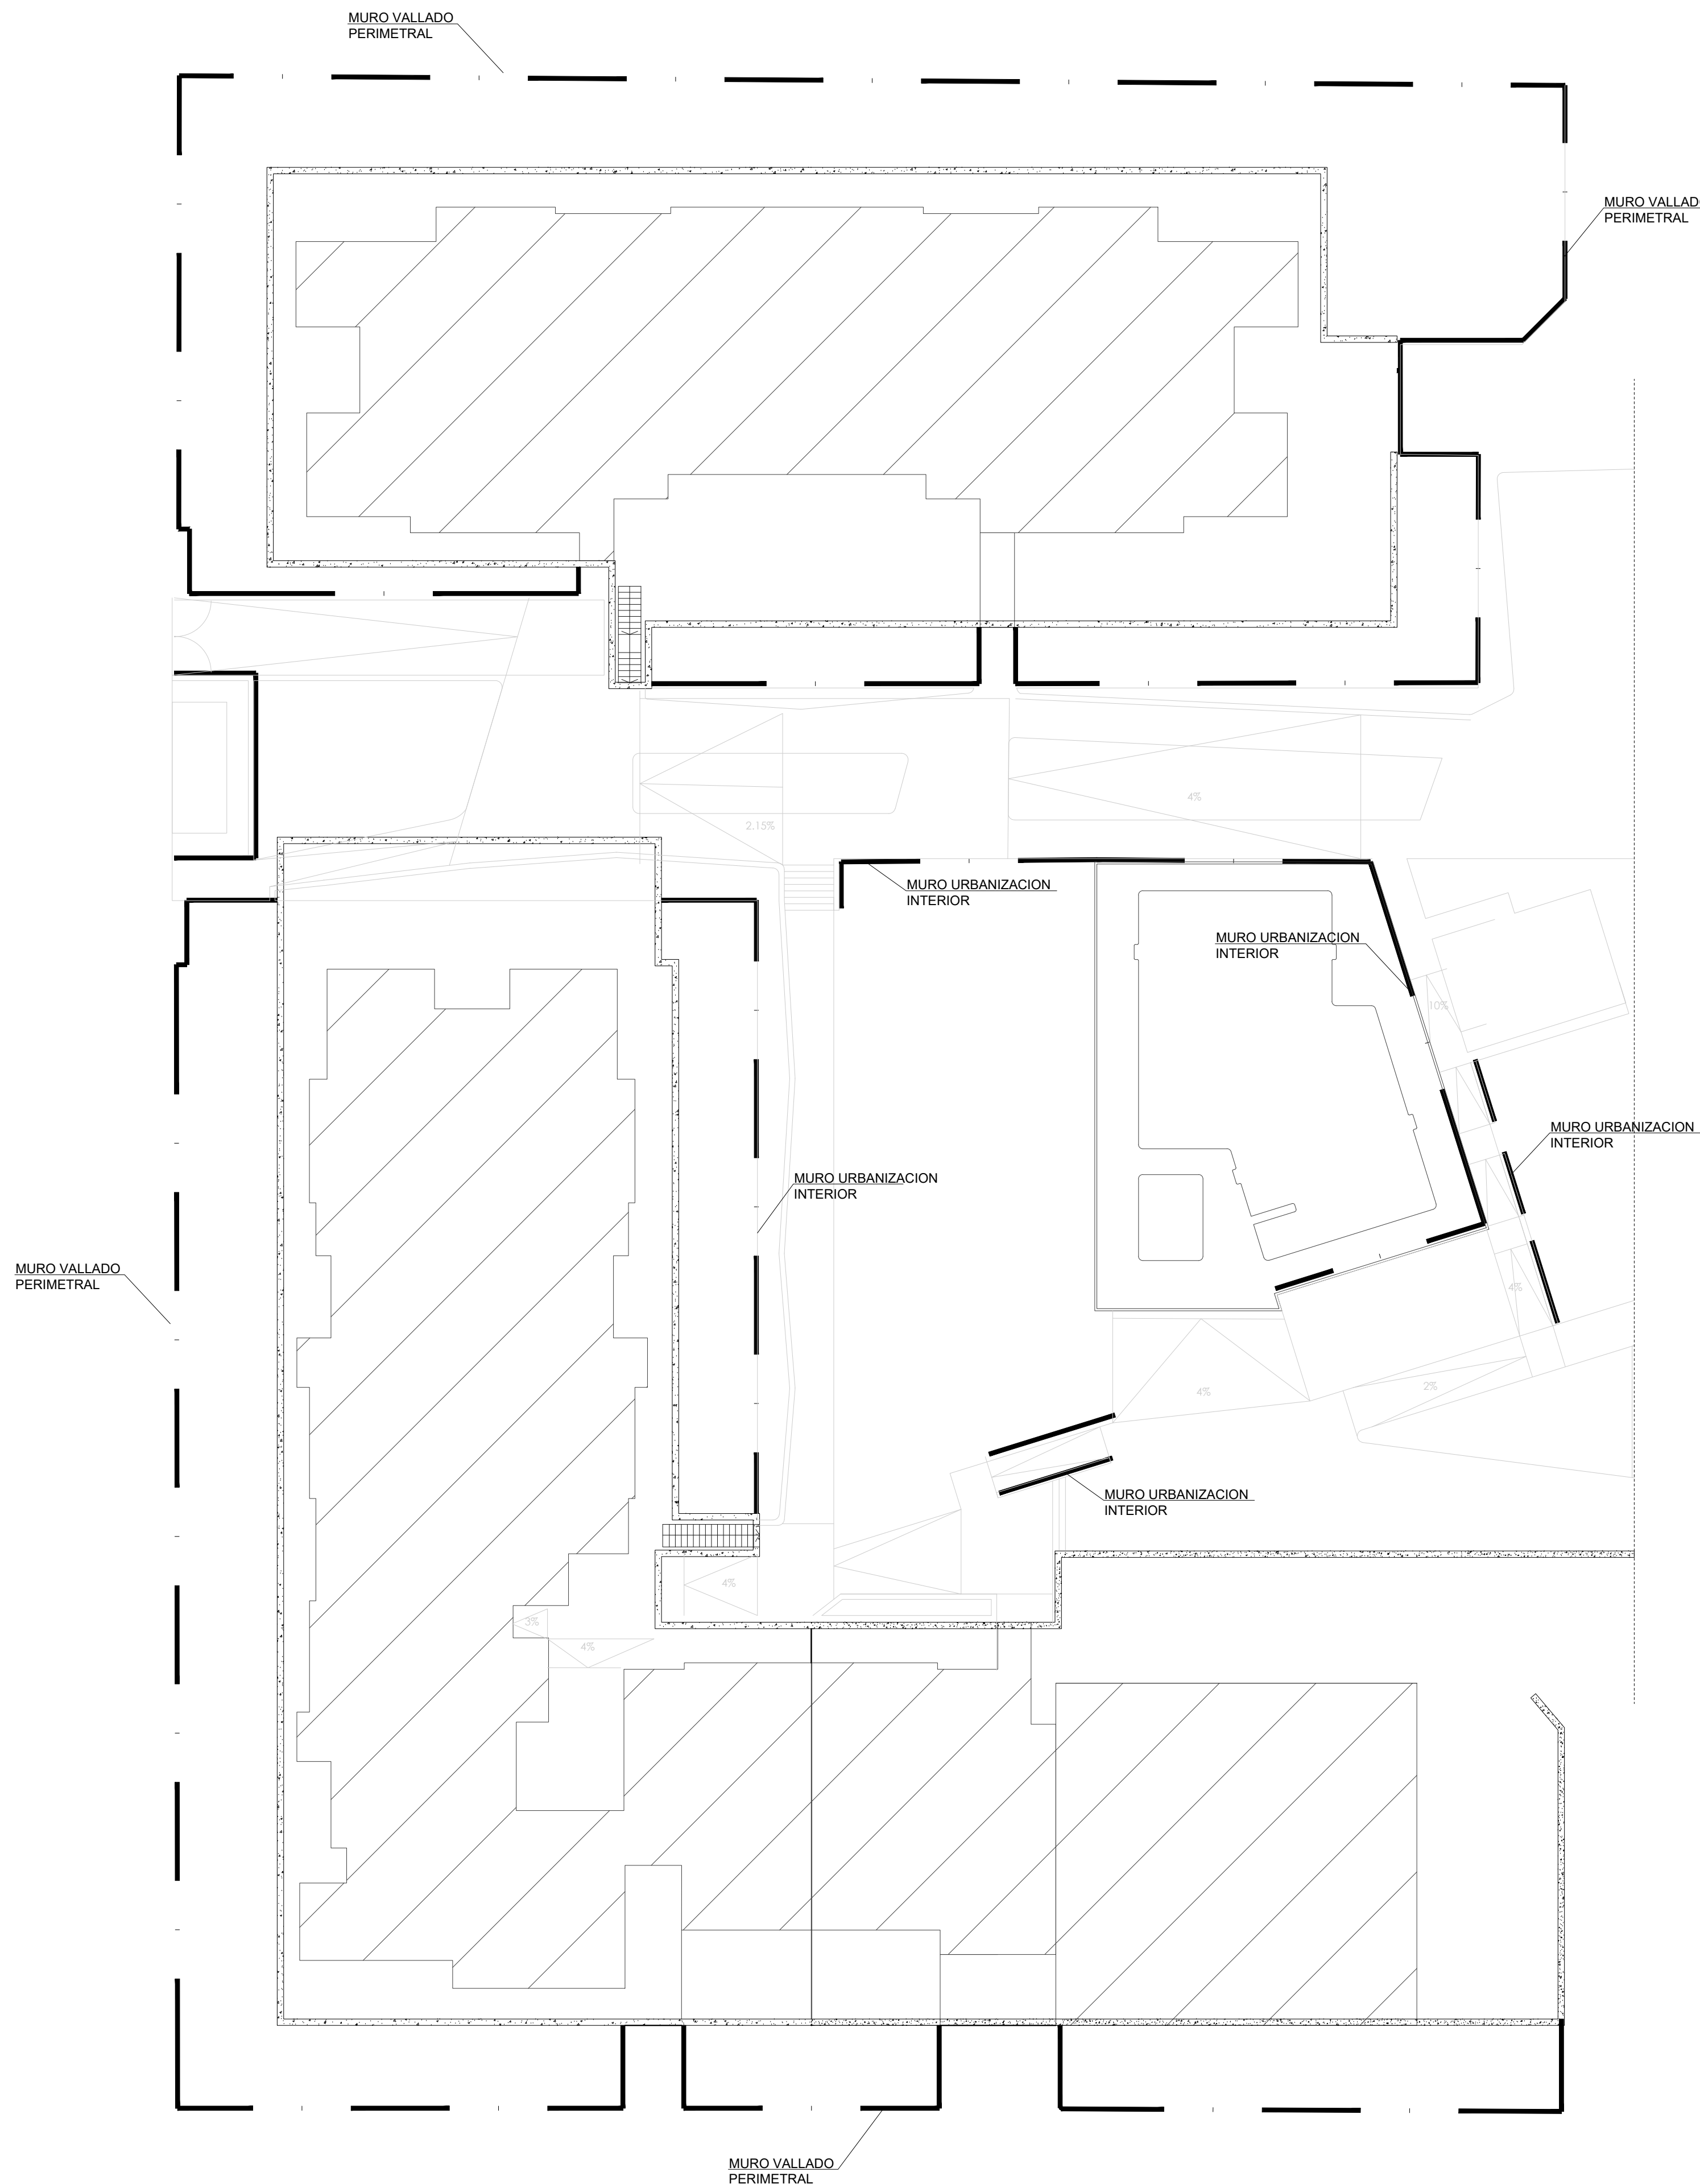 MURO VALLADO
PERIMETRAL
MURO VALLAD
PERIMETRAL
4%
2.15%
MURO URBANIZACION
INTERIOR
MURO URBANIZACION
INTERIOR
10%
MURO URBANIZACION
INTERIOR
MURO URBANIZACION
INTERIOR
MURO VALLADO
PERIMETRAL
4%
4%
2%
MURO URBANIZACION
INTERIOR
4%
3%
4%
MURO VALLADO
PERIMETRAL